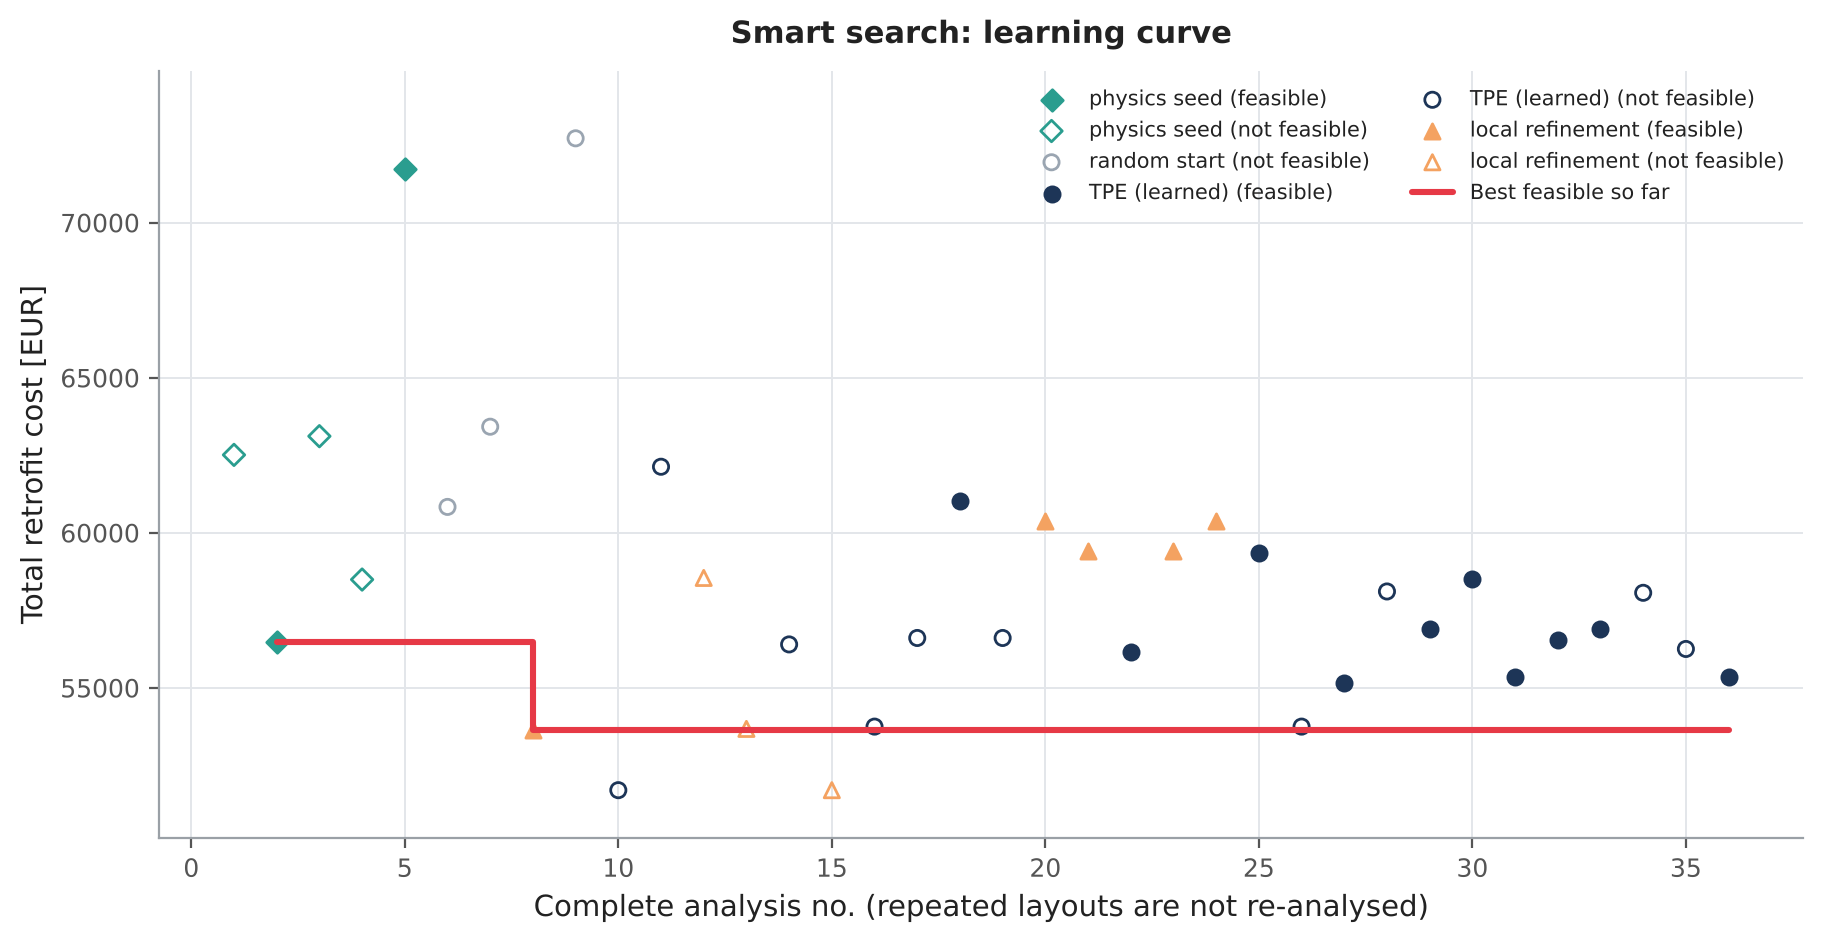 Smart search: learning curve
physics seed (feasible)
physics seed (not feasible)
random start (not feasible)
TPE (learned) (feasible)
TPE (learned) (not feasible)
local refinement (feasible)
local refinement (not feasible)
Best feasible so far
Total retrofit cost [EUR]
70000
65000
60000
55000
0 5 10 15 20 25 30 35
Complete analysis no. (repeated layouts are not re-analysed)